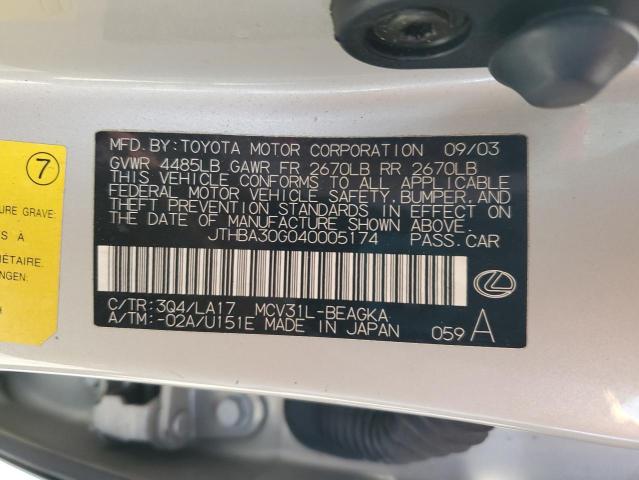 MFD. BY:TOYOTA MOTOR CORPORATION 09/03
GVWR 4485LB GAWR FR 2670LB RR 2670LB
THIS VEHICLE CONFORMS TO ALL APPLICABLE
FEDERAL MOTOR VEHICLE SAFETY, BUMPER, AND
THEFT PREVENTION STANDARDS IN EFFECT ON
THE DATE OF MANUFACTURE SHOWN ABOVE.
JTHBA30G040005174 PASS.CAR
C/TR:3Q4/LA17 MCV31L-BEAGKA
A/TM:-02A/U151E MADE IN JAPAN
059 A
7
URE GRAVE
S À
ÉTAIRE.
NGEN.
H